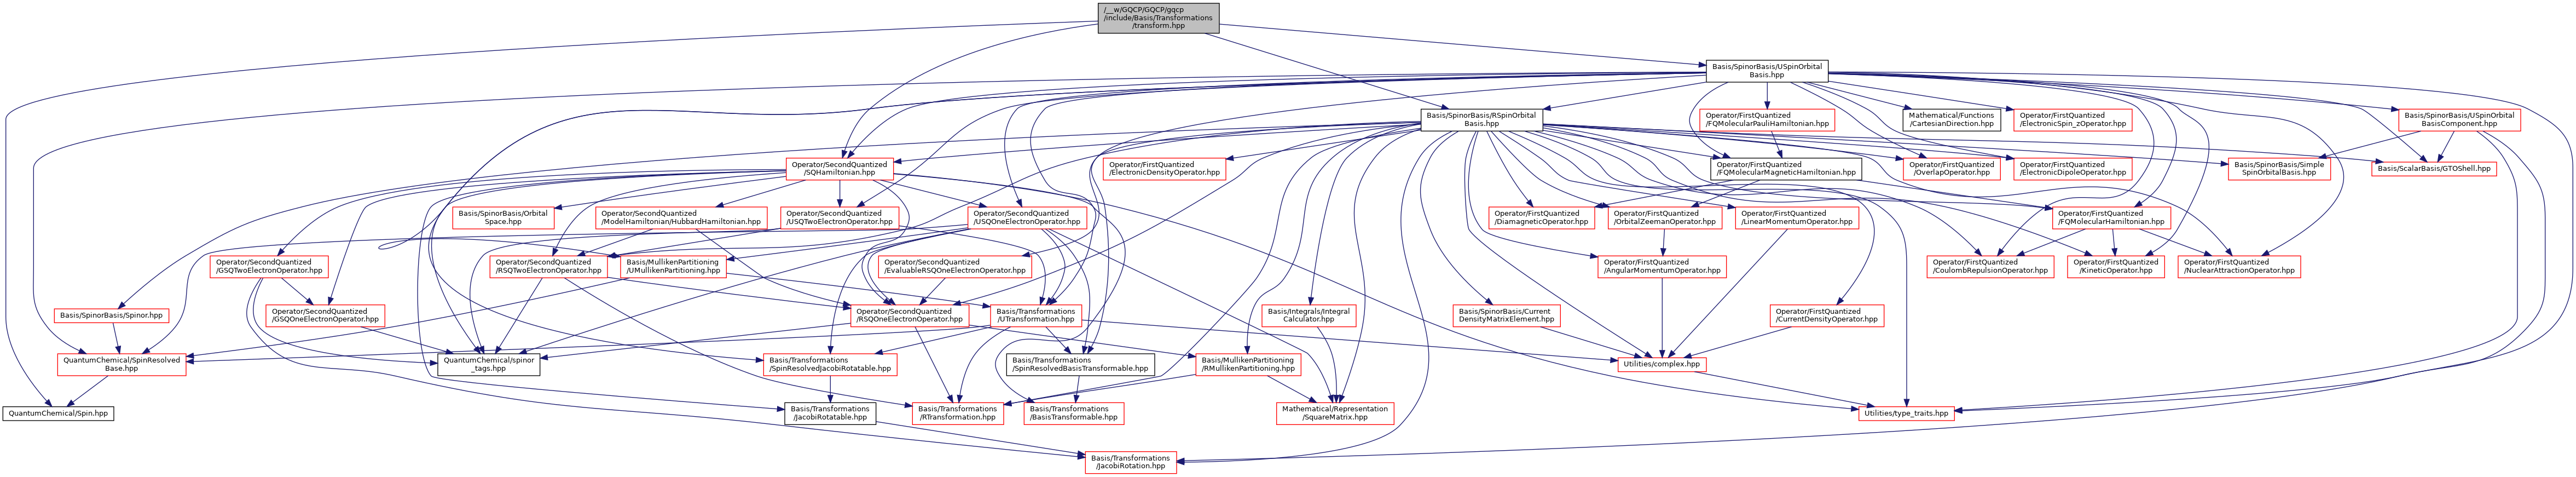 /__w/GQCP/GQCP/gqcp
/include/Basis/Transformations
/transform.hpp
Basis/SpinorBasis/USpinOrbital
Basis.hpp
Basis/SpinorBasis/RSpinOrbital
Basis.hpp
Operator/FirstQuantized
/FQMolecularPauliHamiltonian.hpp
Mathematical/Functions
/CartesianDirection.hpp
Operator/FirstQuantized
/ElectronicSpin_zOperator.hpp
Basis/SpinorBasis/USpinOrbital
BasisComponent.hpp
Operator/SecondQuantized
/SQHamiltonian.hpp
Operator/FirstQuantized
/ElectronicDensityOperator.hpp
Operator/FirstQuantized
/FQMolecularMagneticHamiltonian.hpp
Operator/FirstQuantized
/OverlapOperator.hpp
Operator/FirstQuantized
/ElectronicDipoleOperator.hpp
Basis/SpinorBasis/Simple
SpinOrbitalBasis.hpp
Basis/ScalarBasis/GTOShell.hpp
Basis/SpinorBasis/Orbital
Space.hpp
Operator/SecondQuantized
/ModelHamiltonian/HubbardHamiltonian.hpp
Operator/SecondQuantized
/USQTwoElectronOperator.hpp
Operator/SecondQuantized
/USQOneElectronOperator.hpp
Operator/FirstQuantized
/DiamagneticOperator.hpp
Operator/FirstQuantized
/OrbitalZeemanOperator.hpp
Operator/FirstQuantized
/LinearMomentumOperator.hpp
Operator/FirstQuantized
/FQMolecularHamiltonian.hpp
Operator/SecondQuantized
/GSQTwoElectronOperator.hpp
Operator/SecondQuantized
/RSQTwoElectronOperator.hpp
Basis/MullikenPartitioning
/UMullikenPartitioning.hpp
Operator/SecondQuantized
/EvaluableRSQOneElectronOperator.hpp
Operator/FirstQuantized
/AngularMomentumOperator.hpp
Operator/FirstQuantized
/CoulombRepulsionOperator.hpp
Operator/FirstQuantized
/KineticOperator.hpp
Operator/FirstQuantized
/NuclearAttractionOperator.hpp
Basis/SpinorBasis/Spinor.hpp
Operator/SecondQuantized
/GSQOneElectronOperator.hpp
Operator/SecondQuantized
/RSQOneElectronOperator.hpp
Basis/Transformations
/UTransformation.hpp
Basis/Integrals/Integral
Calculator.hpp
Basis/SpinorBasis/Current
DensityMatrixElement.hpp
Operator/FirstQuantized
/CurrentDensityOperator.hpp
QuantumChemical/SpinResolved
Base.hpp
QuantumChemical/spinor
_tags.hpp
Basis/Transformations
/SpinResolvedJacobiRotatable.hpp
Basis/Transformations
/SpinResolvedBasisTransformable.hpp
Basis/MullikenPartitioning
/RMullikenPartitioning.hpp
Utilities/complex.hpp
QuantumChemical/Spin.hpp
Basis/Transformations
/JacobiRotatable.hpp
Basis/Transformations
/RTransformation.hpp
Basis/Transformations
/BasisTransformable.hpp
Mathematical/Representation
/SquareMatrix.hpp
Utilities/type_traits.hpp
Basis/Transformations
/JacobiRotation.hpp